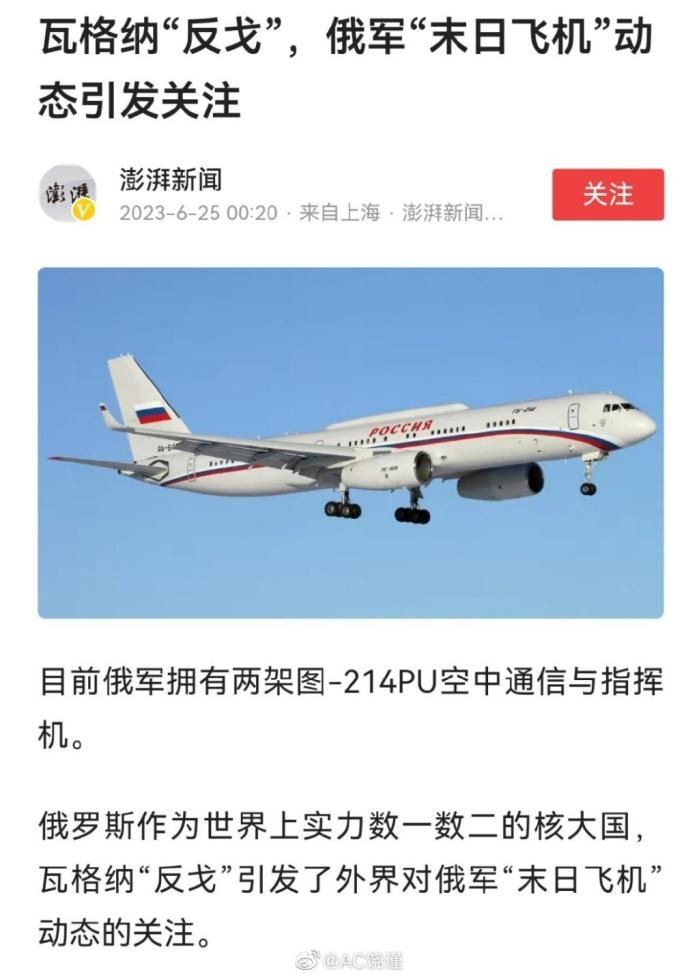 瓦格纳“反戈”，俄军“末日飞机”动
态引发关注
澎湃
澎湃新闻
2023-6-25 00:20 · 来自上海 · 澎湃新闻...
关注
РОССИЯ
ТУ-214
目前俄军拥有两架图-214PU空中通信与指挥
机。
俄罗斯作为世界上实力数一数二的核大国，
瓦格纳“反戈”引发了外界对俄军“末日飞机”
动态的关注。
@AC饶瑾